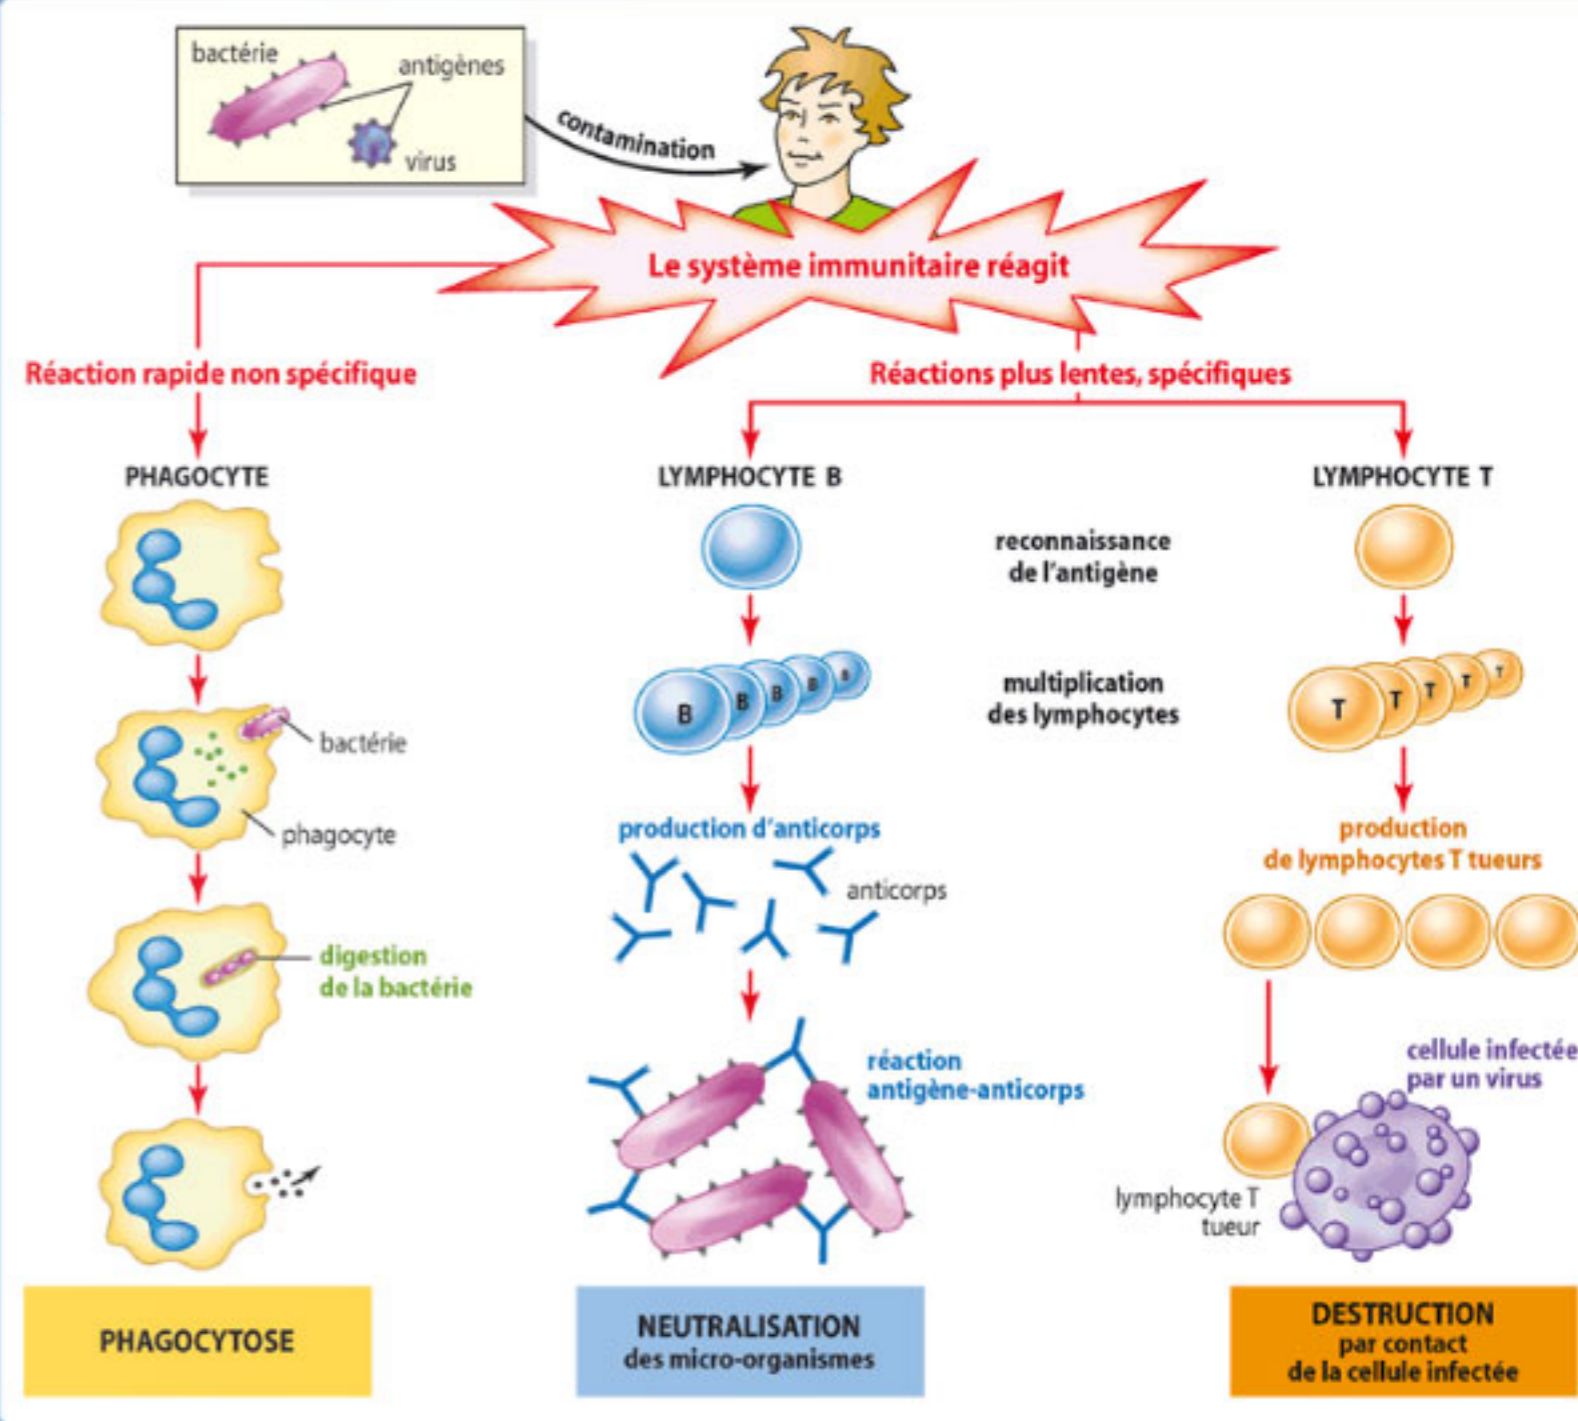 bactérie
antigènes
virus
contamination
Le système immunitaire réagit
Réaction rapide non spécifique
Réactions plus lentes, spécifiques
PHAGOCYTE
LYMPHOCYTE B
LYMPHOCYTE T
reconnaissance
de l'antigène
B B B B B
multiplication
des lymphocytes
T T T T T
bactérie
phagocyte
production d'anticorps
anticorps
production
de lymphocytes T tueurs
digestion
de la bactérie
réaction
antigène-anticorps
cellule infectée
par un virus
lymphocyte T
tueur
PHAGOCYTOSE
NEUTRALISATION
des micro-organismes
DESTRUCTION
par contact
de la cellule infectée